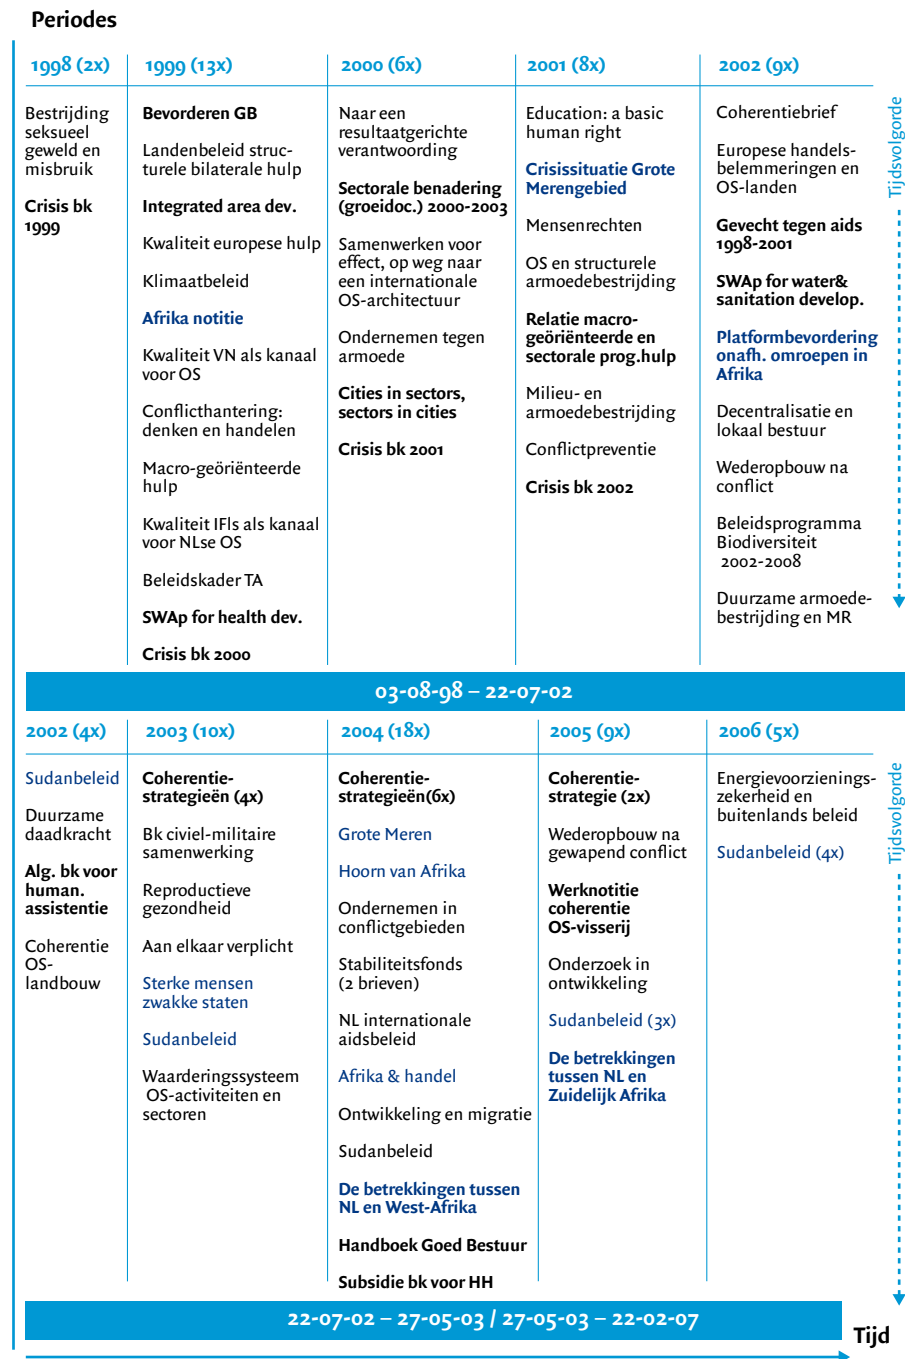 Periodes
1998 (2x)
Bestrijding
seksueel
geweld en
misbruik
Crisis bk
1999
1999 (13x)
Bevorderen GB
Landenbeleid struc-
turele bilaterale hulp
Integrated area dev.
Kwaliteit europese hulp
Klimaatbeleid
Afrika notitie
Kwaliteit VN als kanaal
voor OS
Conflicthantering:
denken en handelen
Macro-geöriënteerde
hulp
Kwaliteit IFIs als kanaal
voor NLse OS
Beleidskader TA
SWAp for health dev.
Crisis bk 2000
2000 (6x)
Naar een
resultaatgerichte
verantwoording
Sectorale benadering
(groeidoc.) 2000-2003
Samenwerken voor
effect, op weg naar
een internationale
OS-architectuur
Ondernemen tegen
armoede
Cities in sectors,
sectors in cities
Crisis bk 2001
2001 (8x)
Education: a basic
human right
Crisissituatie Grote
Merengebied
Mensenrechten
OS en structurele
armoedebestrijding
Relatie macro-
geöriënteerde en
sectorale prog.hulp
Milieu- en
armoedebestrijding
Conflictpreventie
Crisis bk 2002
2002 (9x)
Coherentiebrief
Europese handels-
belemmeringen en
OS-landen
Gevecht tegen aids
1998-2001
SWAp for water&
sanitation develop.
Platformbevordering
onafh. omroepen in
Afrika
Decentralisatie en
lokaal bestuur
Wederopbouw na
conflict
Beleidsprogramma
Biodiversiteit
2002-2008
Duurzame armoede-
bestrijding en MR
Tijdsvolgorde
03-08-98 – 22-07-02
2002 (4x)
Sudanbeleid
Duurzame
daadkracht
Alg. bk voor
human.
assistentie
Coherentie
OS-
landbouw
2003 (10x)
Coherentie-
strategieën (4x)
Bk civiel-militaire
samenwerking
Reproductieve
gezondheid
Aan elkaar verplicht
Sterke mensen
zwakke staten
Sudanbeleid
Waarderingssysteem
OS-activiteiten en
sectoren
2004 (18x)
Coherentie-
strategieën(6x)
Grote Meren
Hoorn van Afrika
Ondernemen in
conflictgebieden
Stabiliteitsfonds
(2 brieven)
NL internationale
aidsbeleid
Afrika & handel
Ontwikkeling en migratie
Sudanbeleid
De betrekkingen tussen
NL en West-Afrika
Handboek Goed Bestuur
Subsidie bk voor HH
2005 (9x)
Coherentie-
strategie (2x)
Wederopbouw na
gewapend conflict
Werknotitie
coherentie
OS-visserij
Onderzoek in
ontwikkeling
Sudanbeleid (3x)
De betrekkingen
tussen NL en
Zuidelijk Afrika
2006 (5x)
Energievoorzienings-
zekerheid en
buitenlands beleid
Sudanbeleid (4x)
Tijdsvolgorde
22-07-02 – 27-05-03 / 27-05-03 – 22-02-07
Tijd